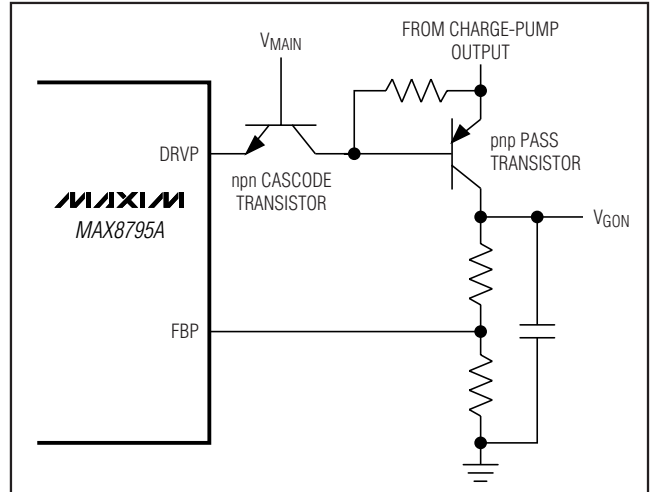 FROM CHARGE-PUMP
OUTPUT
VMAIN
pnp PASS
TRANSISTOR
DRVP
npn CASCODE
TRANSISTOR
MAXIM
MAX8795A
VGON
FBP